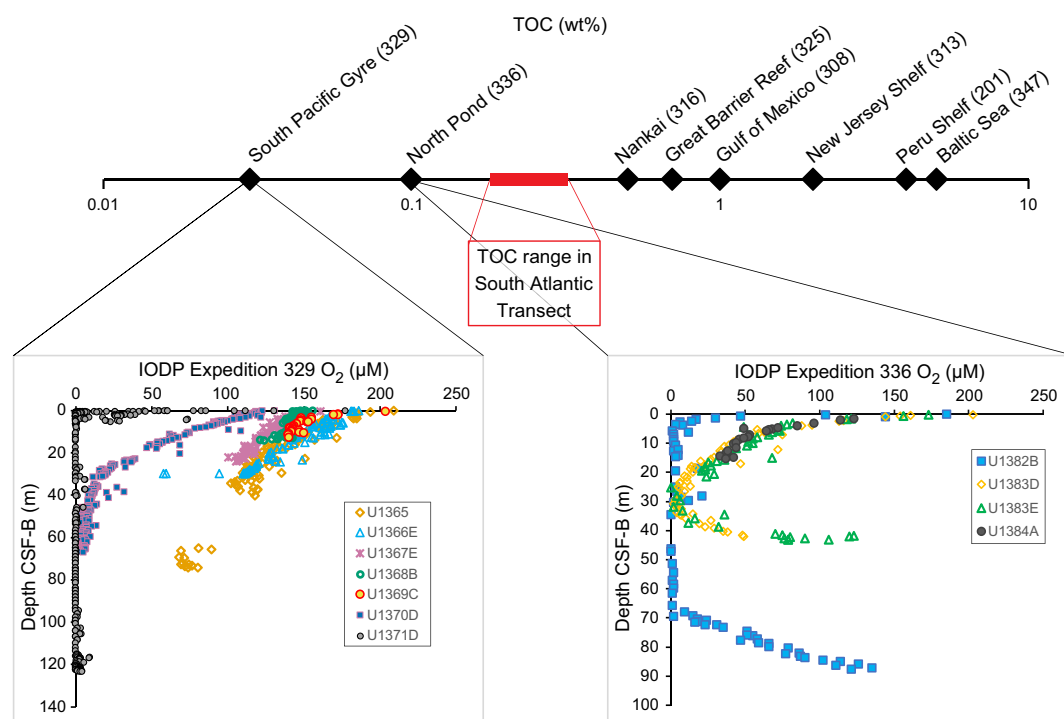 TOC (wt%)
South Pacific Gyre (329)
North Pond (336)
Nankai (316)
Great Barrier Reef (325)
Gulf of Mexico (308)
New Jersey Shelf (313)
Peru Shelf (201)
Baltic Sea (347)
0.01
0.1
1
10
TOC range in
South Atlantic
Transect
IODP Expedition 329 O2 (µM)
0 50 100 150 200 250
Depth CSF-B (m)
0
20
40
60
80
100
120
140
U1365
U1366E
U1367E
U1368B
U1369C
U1370D
U1371D
IODP Expedition 336 O2 (µM)
0 50 100 150 200 250
Depth CSF-B (m)
0
10
20
30
40
50
60
70
80
90
100
U1382B
U1383D
U1383E
U1384A